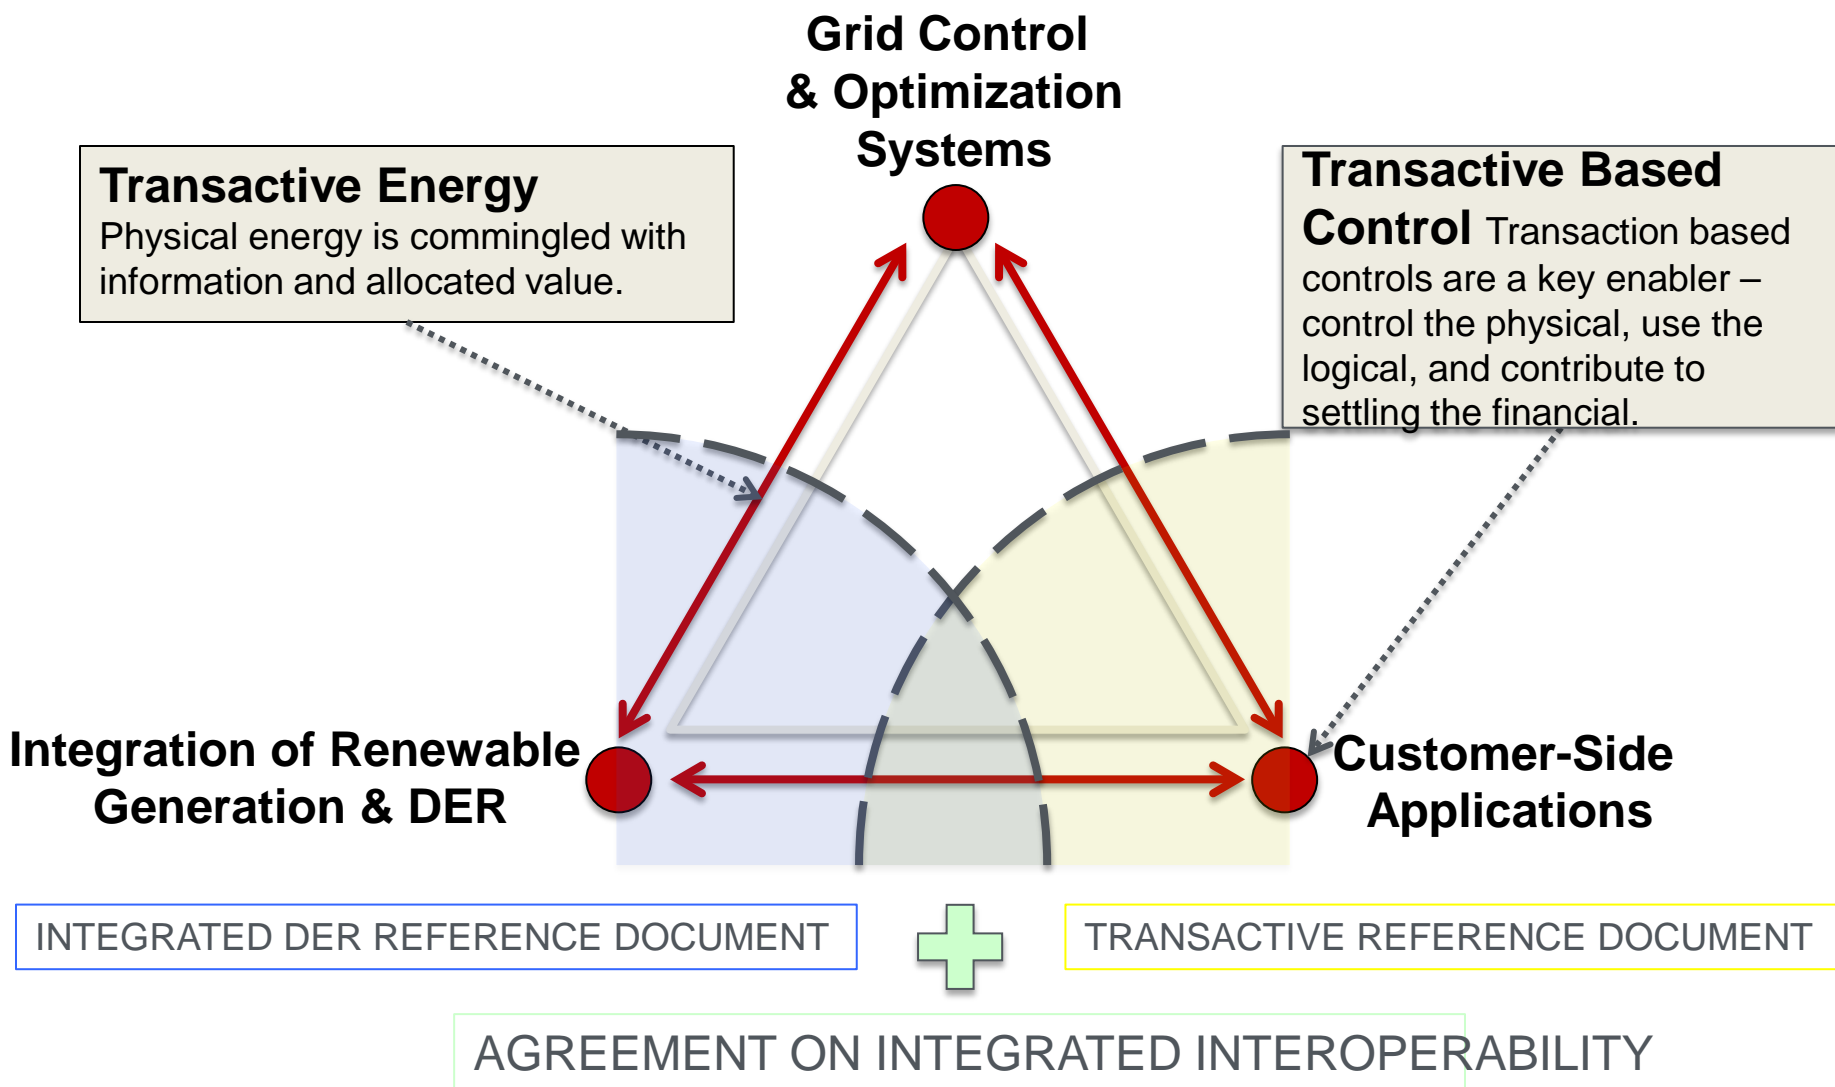 Grid Control
& Optimization
Systems
Transactive Energy
Physical energy is commingled with
information and allocated value.
Transactive Based
Control Transaction based
controls are a key enabler –
control the physical, use the
logical, and contribute to
settling the financial.
Integration of Renewable
Generation & DER
Customer-Side
Applications
INTEGRATED DER REFERENCE DOCUMENT
TRANSACTIVE REFERENCE DOCUMENT
AGREEMENT ON INTEGRATED INTEROPERABILITY